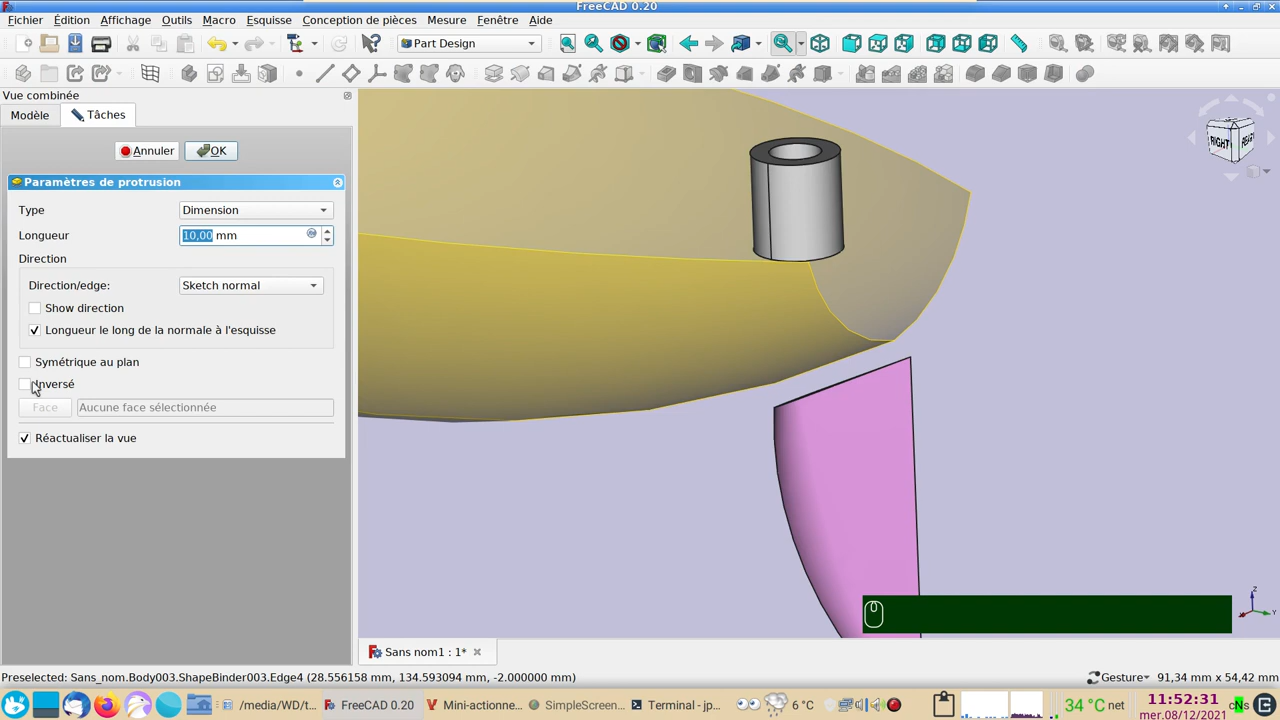 FreeCAD 0.20
Fichier Édition Affichage Outils Macro Esquisse Conception de pièces Mesure Fenêtre Aide
Part Design
Vue combinée
Modèle Tâches
Annuler OK
Paramètres de protrusion
Type Dimension
Longueur 10,00 mm
Direction
Direction/edge: Sketch normal
Show direction
Longueur le long de la normale à l'esquisse
Symétrique au plan
Inversé
Face Aucune face sélectionnée
Réactualiser la vue
RIGHT
Z
Y
Sans nom1 : 1*
Preselected: Sans_nom.Body003.ShapeBinder003.Edge4 (28.556158 mm, 134.593094 mm, -2.000000 mm)
Gesture 91,34 mm x 54,42 mm
/media/WD/t... FreeCAD 0.20 Mini-actionne... SimpleScreen... Terminal - jp... 6 °C 34 °C net 11:52:31
mer.08/12/2021